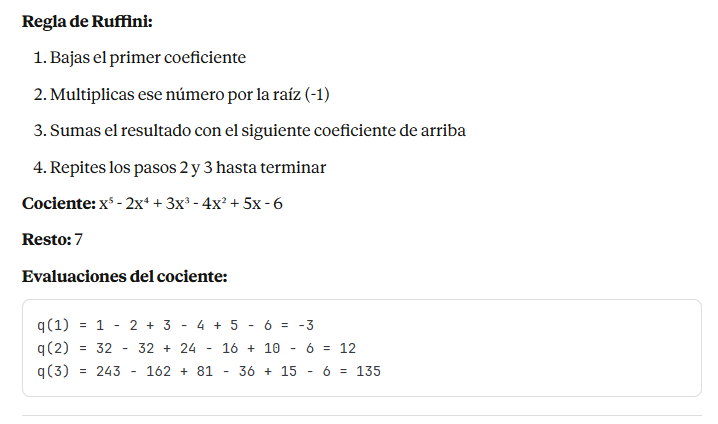 Regla de Ruffini:
1. Bajas el primer coeficiente
2. Multiplicas ese número por la raíz (-1)
3. Sumas el resultado con el siguiente coeficiente de arriba
4. Repites los pasos 2 y 3 hasta terminar
Cociente: x⁵ - 2x⁴ + 3x³ - 4x² + 5x - 6
Resto: 7
Evaluaciones del cociente:
q(1) = 1 - 2 + 3 - 4 + 5 - 6 = -3
q(2) = 32 - 32 + 24 - 16 + 10 - 6 = 12
q(3) = 243 - 162 + 81 - 36 + 15 - 6 = 135